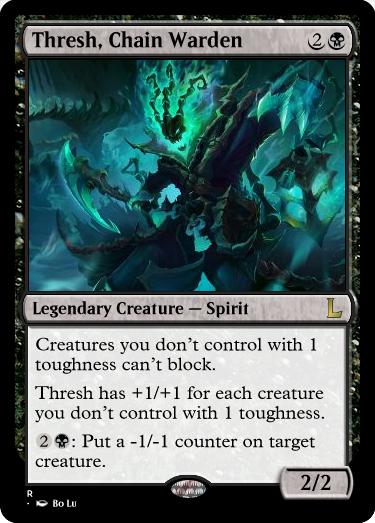 Thresh, Chain Warden 2
Legendary Creature — Spirit L
Creatures you don't control with 1
toughness can't block.
Thresh has +1/+1 for each creature
you don't control with 1 toughness.
2 : Put a -1/-1 counter on target
creature.
2/2
R
Bo Lu